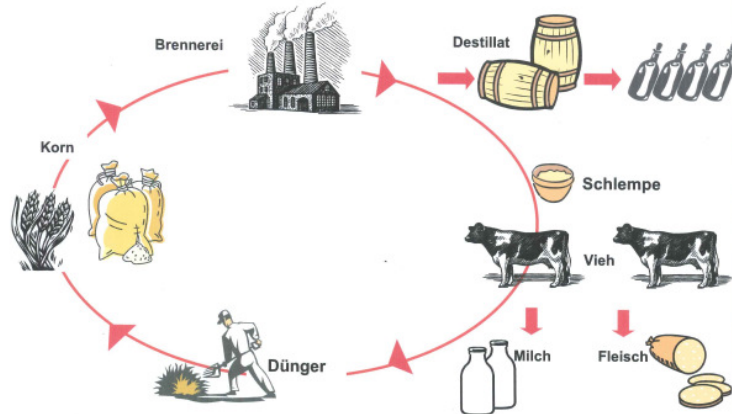 Brennerei
Destillat
Korn
Schlempe
Vieh
Dünger
Milch
Fleisch